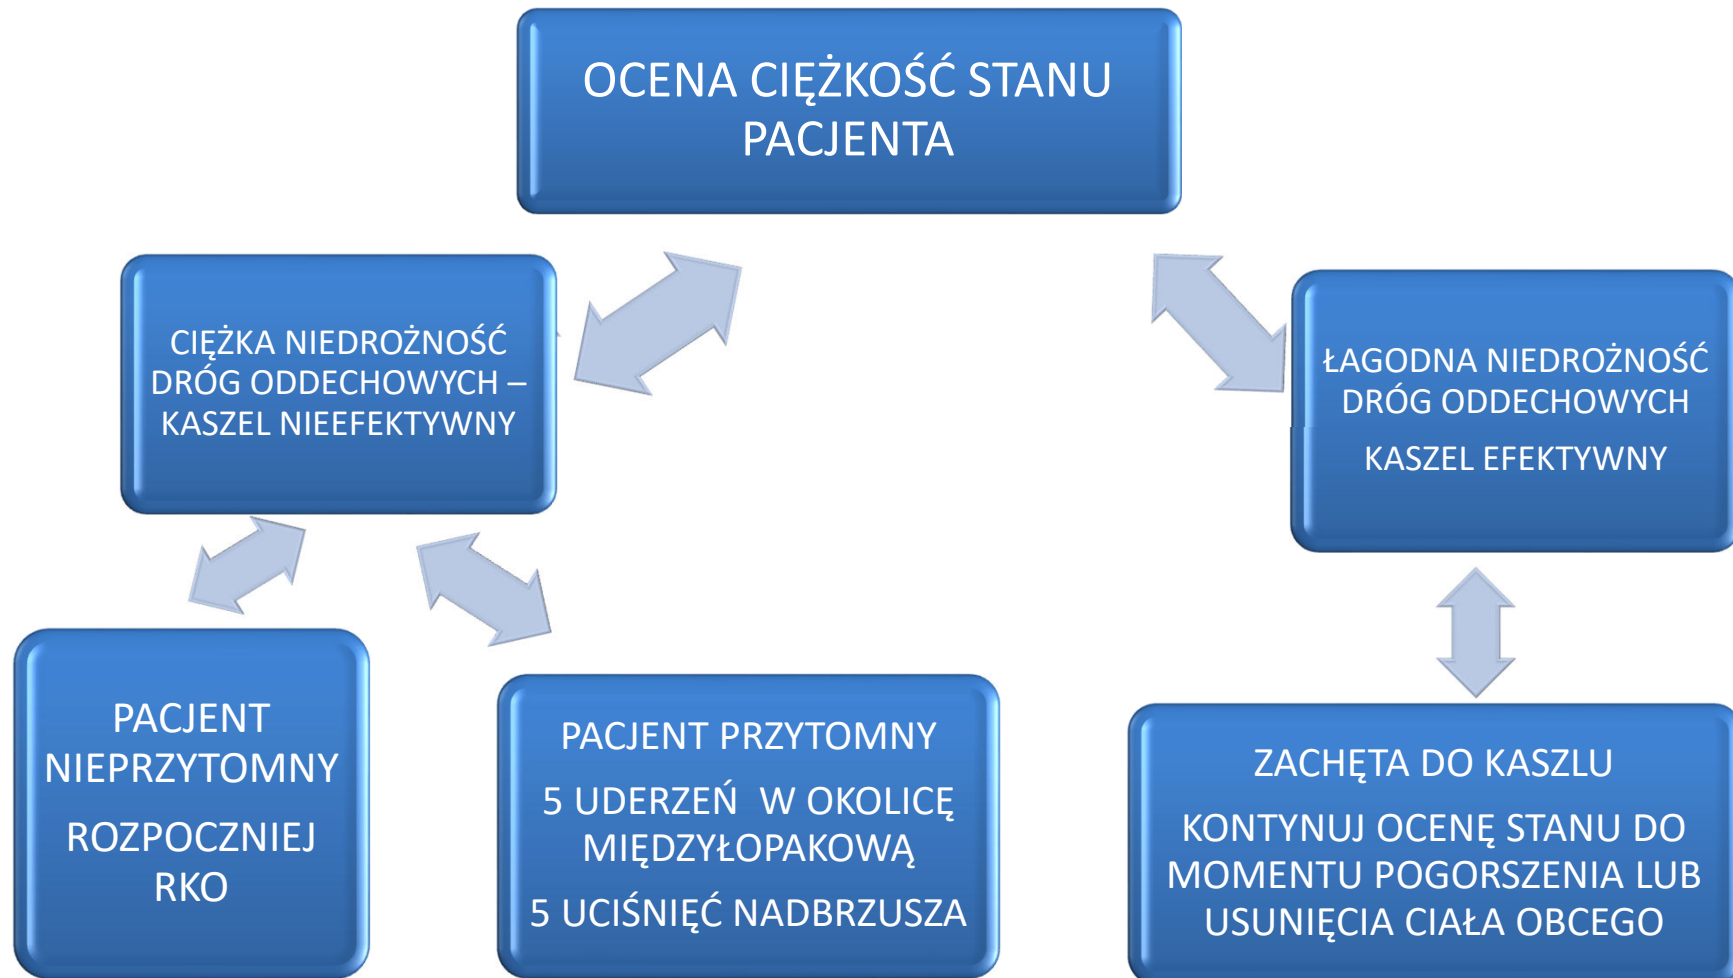 OCENA CIĘŻKOŚĆ STANU
PACJENTA
CIĘŻKA NIEDROŻNOŚĆ
DRÓG ODDECHOWYCH –
KASZEL NIEEFEKTYWNY
ŁAGODNA NIEDROŻNOŚĆ
DRÓG ODDECHOWYCH
KASZEL EFEKTYWNY
PACJENT
NIEPRZYTOMNY
ROZPOCZNIEJ
RKO
PACJENT PRZYTOMNY
5 UDERZEŃ W OKOLICĘ
MIĘDZYŁOPAKOWĄ
5 UCIŚNIĘĆ NADBRZUSZA
ZACHĘTA DO KASZLU
KONTYNUJ OCENĘ STANU DO
MOMENTU POGORSZENIA LUB
USUNIĘCIA CIAŁA OBCEGO